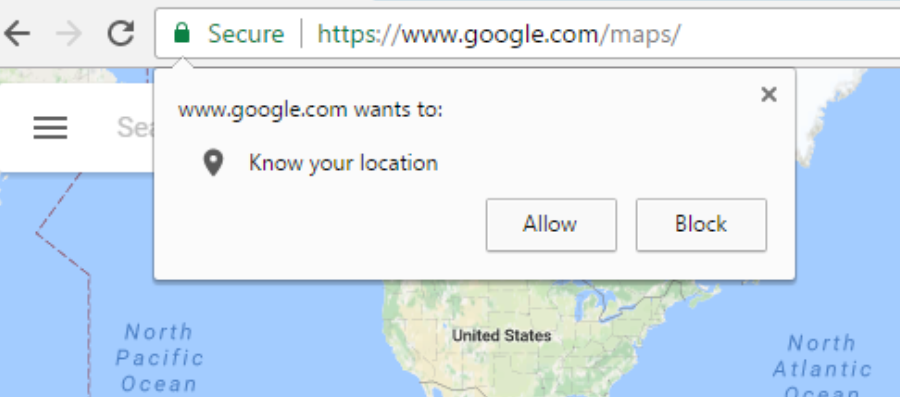 Secure | https://www.google.com/maps/
www.google.com wants to:
Know your location
Allow
Block
United States
North
Pacific
Ocean
North
Atlantic
Ocean